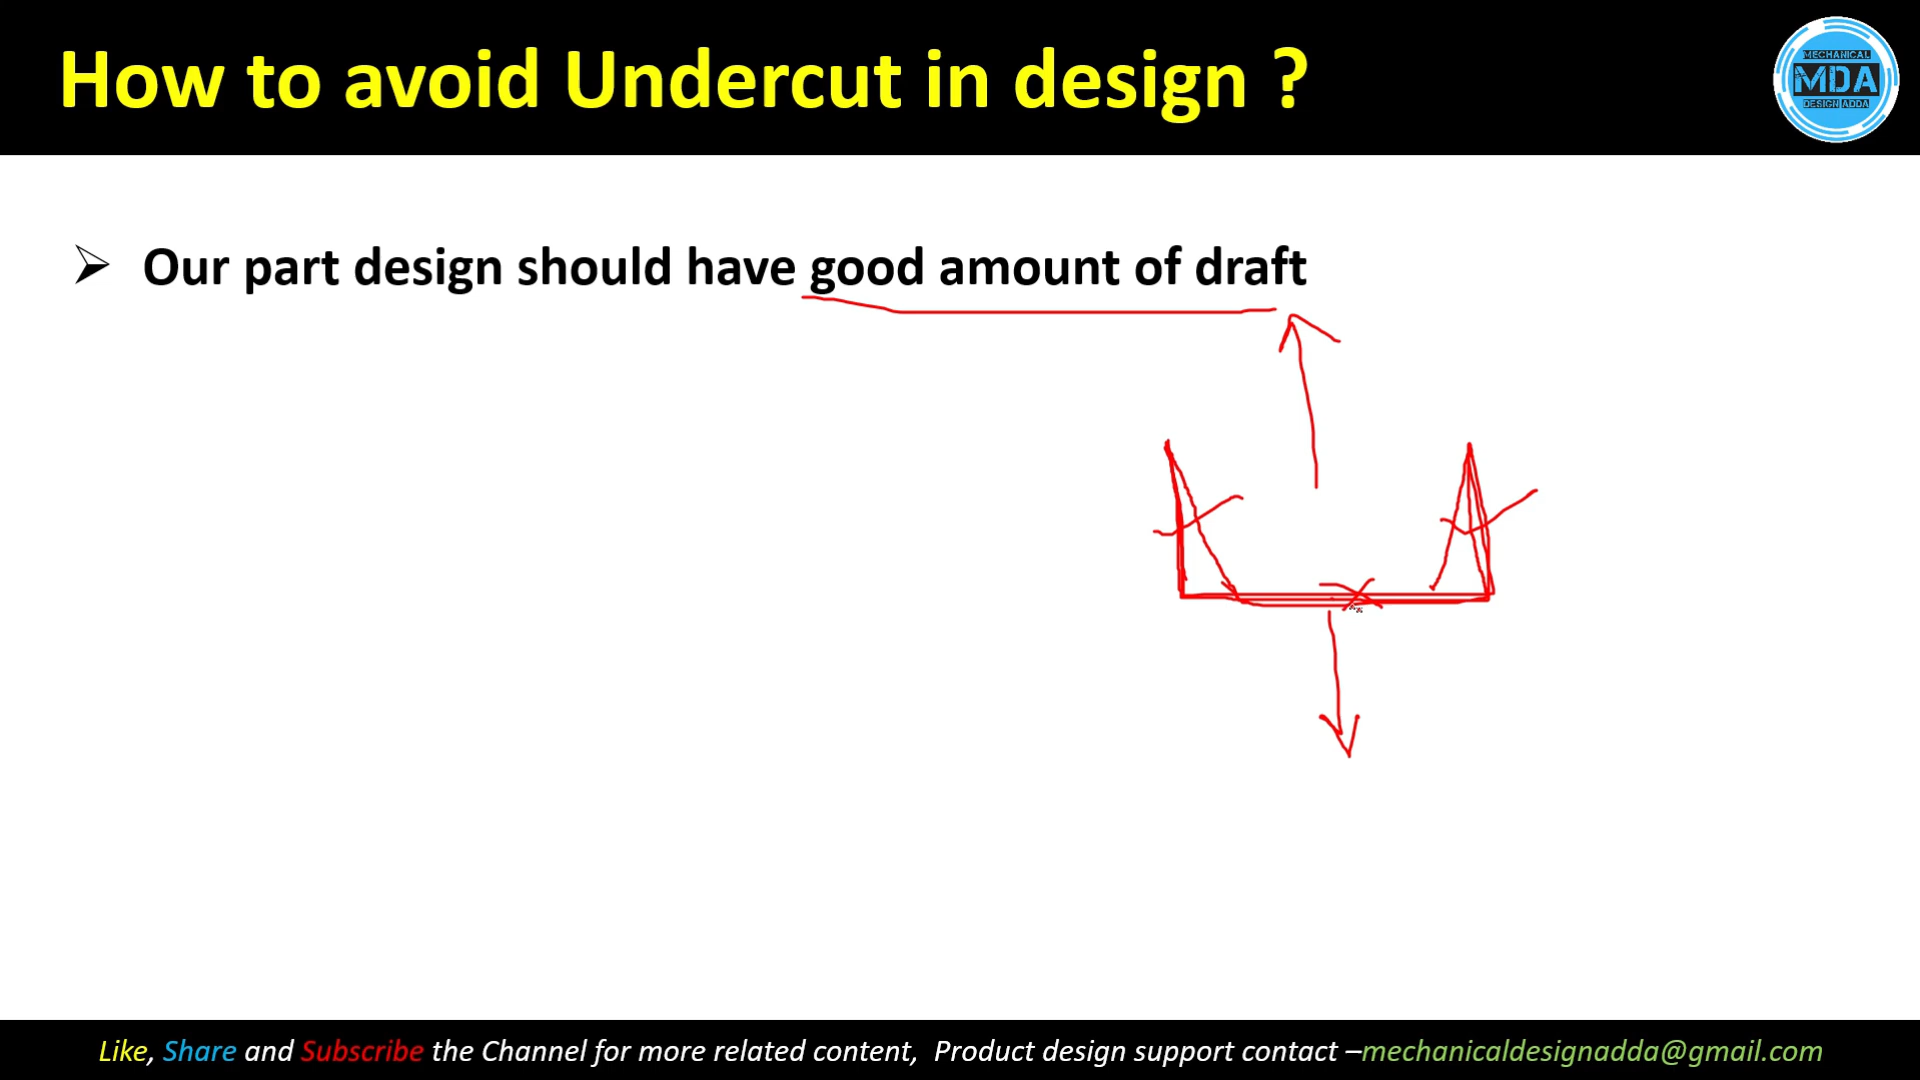 How to avoid Undercut in design ?
MECHANICAL
MDA
DESIGN ADDA
Our part design should have good amount of draft
Like, Share and Subscribe the Channel for more related content, Product design support contact –mechanicaldesignadda@gmail.com